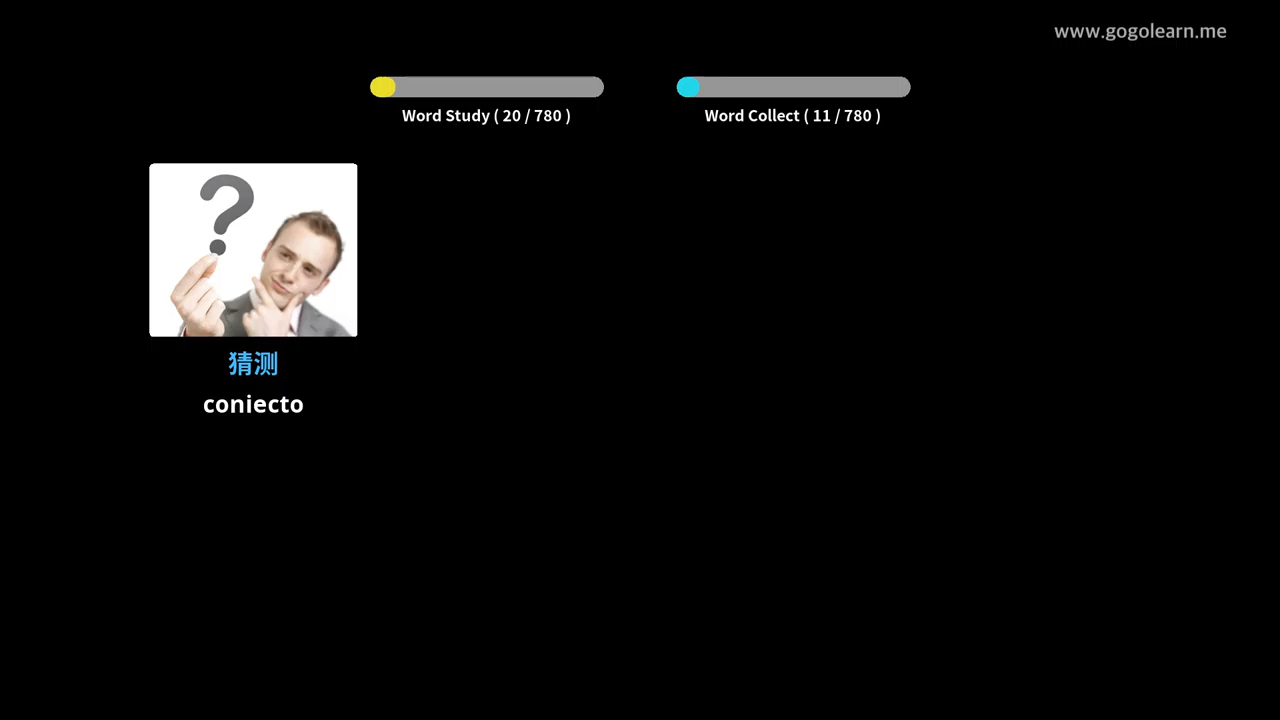 www.gogolearn.me
Word Study ( 20 / 780 )
Word Collect ( 11 / 780 )
?
猜测
coniecto